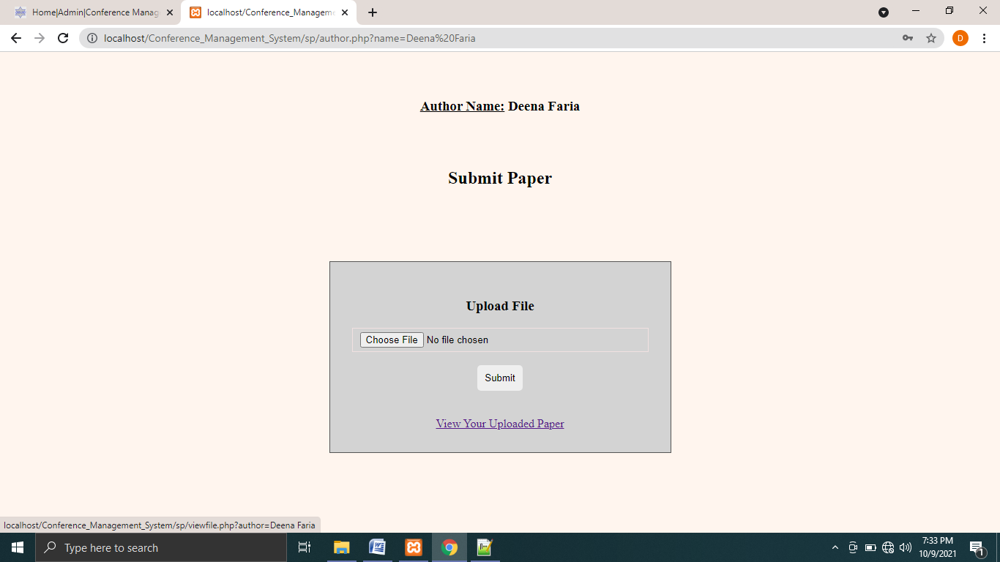 Home|Admin|Conference Manag
localhost/Conference_Manageme
localhost/Conference_Management_System/sp/author.php?name=Deena%20Faria
D
Author Name: Deena Faria
Submit Paper
Upload File
Choose File No file chosen
Submit
View Your Uploaded Paper
localhost/Conference_Management_System/sp/viewfile.php?author=Deena Faria
Type here to search
7:33 PM
10/9/2021
1